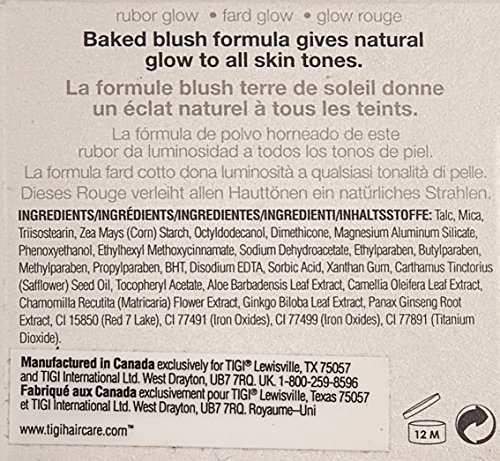 rubor glow • fard glow • glow rouge
Baked blush formula gives natural
glow to all skin tones.
La formule blush terre de soleil donne
un éclat naturel à tous les teints.
La fórmula de polvo horneado de este
rubor da luminosidad a todos los tonos de piel.
La formula fard cotto dona luminosità a qualsiasi tonalità di pelle.
Dieses Rouge verleiht allen Hauttönen ein natürliches Strahlen.
INGREDIENTS/INGRÉDIENTS/INGREDIENTES/INGREDIENTI/INHALTSSTOFFE: Talc, Mica,
Triisostearin, Zea Mays (Corn) Starch, Octyldodecanol, Dimethicone, Magnesium Aluminum Silicate,
Phenoxyethanol, Ethylhexyl Methoxycinnamate, Sodium Dehydroacetate, Ethylparaben, Butylparaben,
Methylparaben, Propylparaben, BHT, Disodium EDTA, Sorbic Acid, Xanthan Gum, Carthamus Tinctorius
(Safflower) Seed Oil, Tocopheryl Acetate, Aloe Barbadensis Leaf Extract, Camellia Oleifera Leaf Extract,
Chamomilla Recutita (Matricaria) Flower Extract, Ginkgo Biloba Leaf Extract, Panax Ginseng Root
Extract, CI 15850 (Red 7 Lake), CI 77491 (Iron Oxides), CI 77499 (Iron Oxides), CI 77891 (Titanium
Dioxide).
Manufactured in Canada exclusively for TIGI® Lewisville, TX 75057
and TIGI International Ltd. West Drayton, UB7 7RQ. UK. 1-800-259-8596
Fabriqué aux Canada exclusivement pour TIGI® Lewisville, Texas 75057
et TIGI International Ltd. West Drayton, UB7 7RQ. Royaume-Uni
www.tigihaircare.com™
12 M